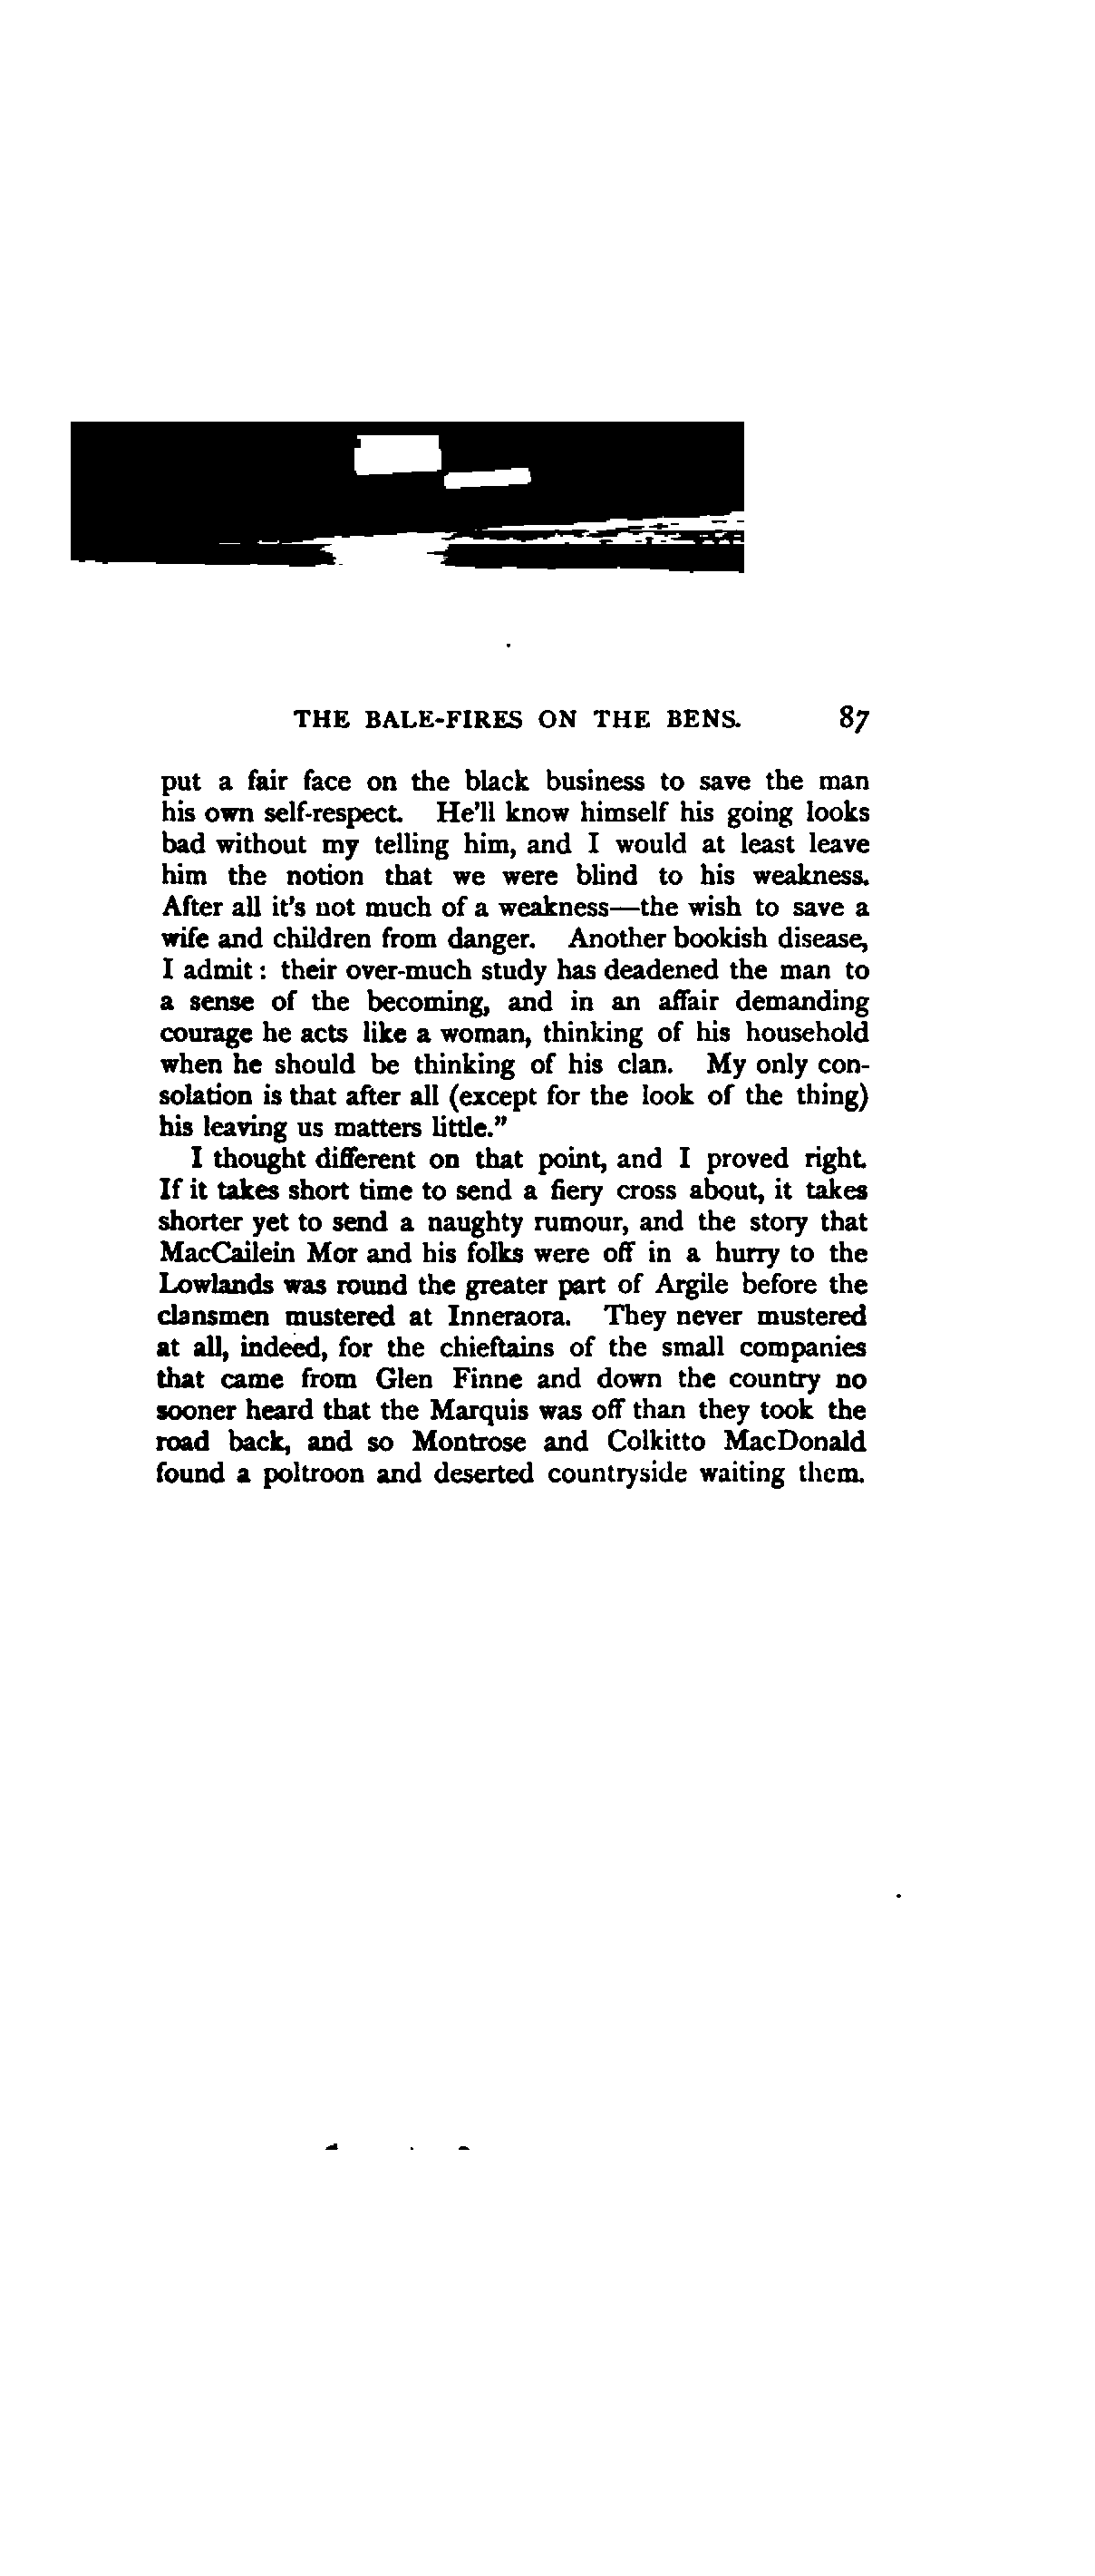 THE BALE-FIRES ON THE BENS. 87
put a fair face on the black business to save the man
his own self-respect. He'll know himself his going looks
bad without my telling him, and I would at least leave
him the notion that we were blind to his weakness.
After all it's not much of a weakness—the wish to save a
wife and children from danger. Another bookish disease,
I admit: their over-much study has deadened the man to
a sense of the becoming, and in an affair demanding
courage he acts like a woman, thinking of his household
when he should be thinking of his clan. My only con-
solation is that after all (except for the look of the thing)
his leaving us matters little."
I thought different on that point, and I proved right.
If it takes short time to send a fiery cross about, it takes
shorter yet to send a naughty rumour, and the story that
MacCailein Mor and his folks were off in a hurry to the
Lowlands was round the greater part of Argile before the
clansmen mustered at Inneraora. They never mustered
at all, indeed, for the chieftains of the small companies
that came from Glen Finne and down the country no
sooner heard that the Marquis was off than they took the
road back, and so Montrose and Colkitto MacDonald
found a poltroon and deserted countryside waiting them.